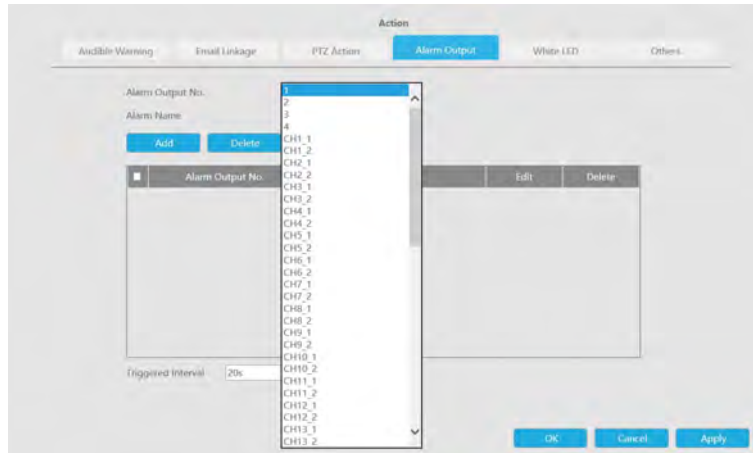 Action
Audible Warning Email Linkage PTZ Action Alarm Output White LED Others
Alarm Output No.
Alarm Name
Add Delete
Alarm Output No. Edit Delete
1
2
3
4
CH1_1
CH1_2
CH2_1
CH2_2
CH3_1
CH3_2
CH4_1
CH4_2
CH5_1
CH5_2
CH6_1
CH6_2
CH7_1
CH7_2
CH8_1
CH8_2
CH9_1
CH9_2
CH10_1
CH10_2
CH11_1
CH11_2
CH12_1
CH12_2
CH13_1
CH13_2
Triggered Interval 20s
OK Cancel Apply